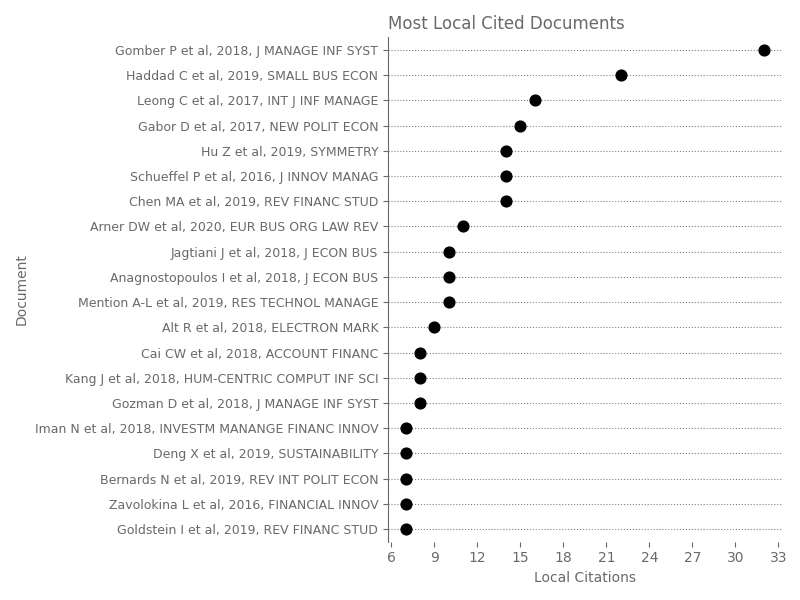 Most Local Cited Documents
Gomber P et al, 2018, J MANAGE INF SYST
Haddad C et al, 2019, SMALL BUS ECON
Leong C et al, 2017, INT J INF MANAGE
Gabor D et al, 2017, NEW POLIT ECON
Hu Z et al, 2019, SYMMETRY
Schueffel P et al, 2016, J INNOV MANAG
Chen MA et al, 2019, REV FINANC STUD
Arner DW et al, 2020, EUR BUS ORG LAW REV
Jagtiani J et al, 2018, J ECON BUS
Anagnostopoulos I et al, 2018, J ECON BUS
Mention A-L et al, 2019, RES TECHNOL MANAGE
Alt R et al, 2018, ELECTRON MARK
Cai CW et al, 2018, ACCOUNT FINANC
Kang J et al, 2018, HUM-CENTRIC COMPUT INF SCI
Gozman D et al, 2018, J MANAGE INF SYST
Iman N et al, 2018, INVESTM MANANGE FINANC INNOV
Deng X et al, 2019, SUSTAINABILITY
Bernards N et al, 2019, REV INT POLIT ECON
Zavolokina L et al, 2016, FINANCIAL INNOV
Goldstein I et al, 2019, REV FINANC STUD
Document
6 9 12 15 18 21 24 27 30 33
Local Citations